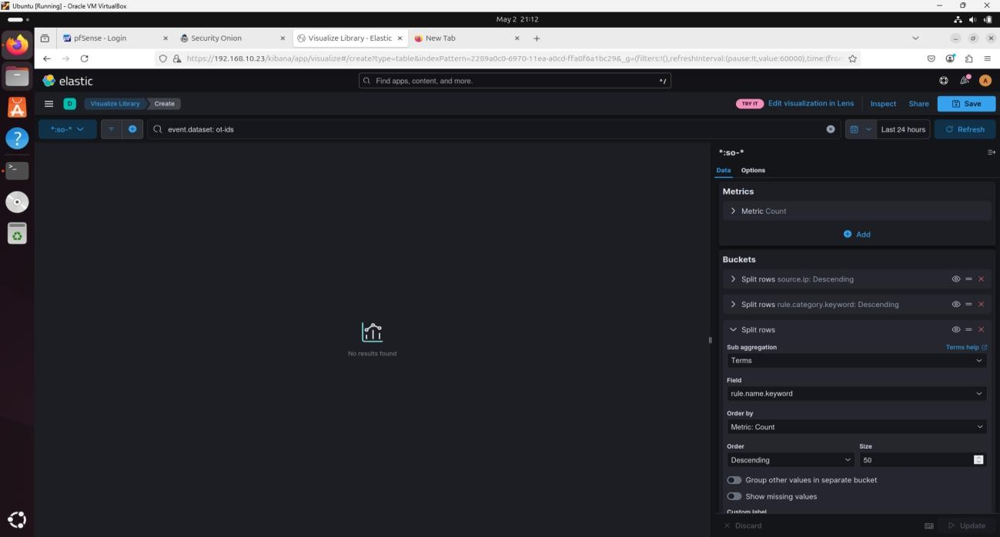 Ubuntu [Running] - Oracle VM VirtualBox
May 2 21:12
pfSense - Login
Security Onion
Visualize Library - Elastic
New Tab
https://192.168.10.23/kibana/app/visualize#/create?type=table&indexPattern=2289a0c0-6970-11ea-a0cd-ffa0f6a1bc29&_g=(filters:!(),refreshInterval:(pause:!t,value:60000),time:(fron
elastic
Find apps, content, and more.
^/
A
D
Visualize Library
Create
TRY IT
Edit visualization in Lens
Inspect
Share
Save
*:so-*
event.dataset: ot-ids
Last 24 hours
Refresh
*:so-*
Data
Options
Metrics
Metric Count
Add
Buckets
Split rows source.ip: Descending
Split rows rule.category.keyword: Descending
Split rows
Sub aggregation
Terms help
Terms
Field
rule.name.keyword
Order by
Metric: Count
Order
Size
Descending
50
Group other values in separate bucket
Show missing values
Custom label
No results found
Discard
Update